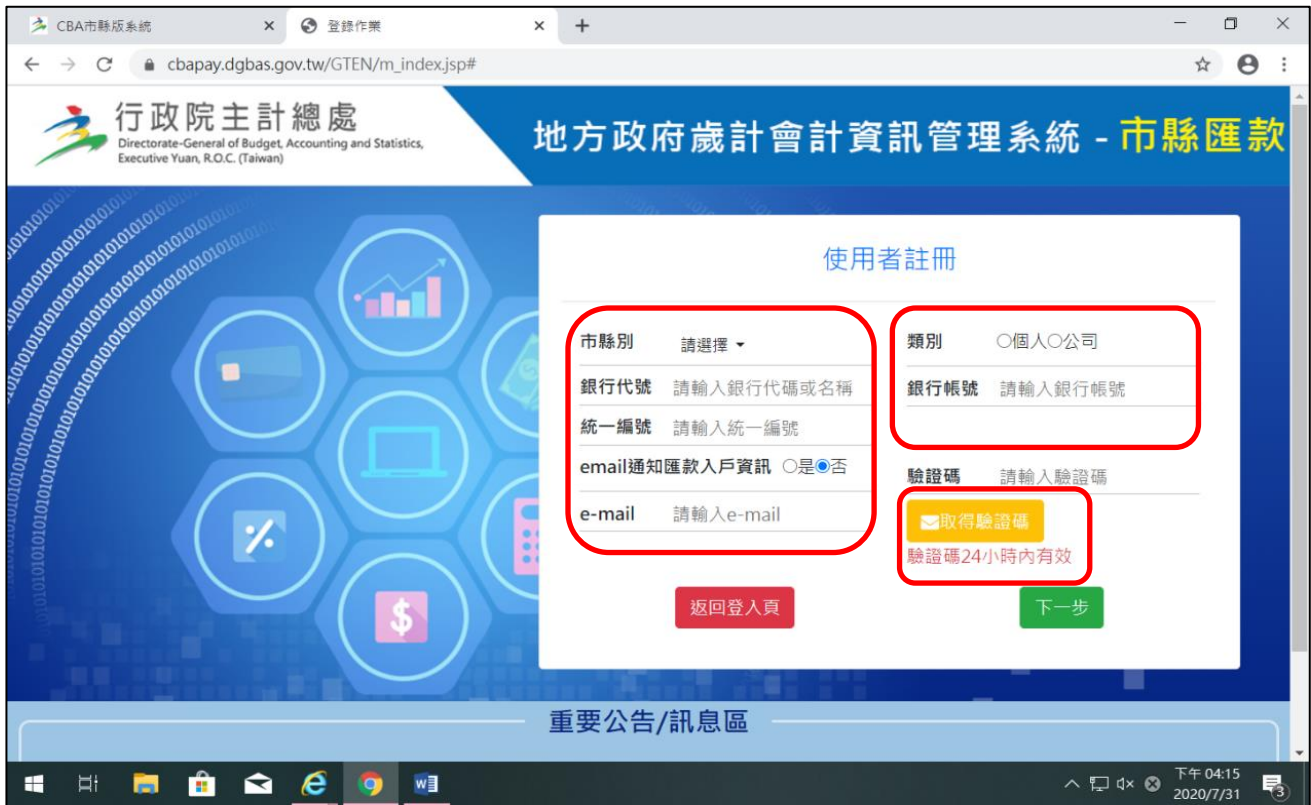 CBA市縣版系統
登錄作業
cbapay.dgbas.gov.tw/GTEN/m_index.jsp#
行政院主計總處
Directorate-General of Budget, Accounting and Statistics,
Executive Yuan, R.O.C. (Taiwan)
地方政府歲計會計資訊管理系統 - 市縣匯款
使用者註冊
市縣別 請選擇
類別 ○個人○公司
銀行代號 請輸入銀行代碼或名稱
銀行帳號 請輸入銀行帳號
統一編號 請輸入統一編號
email通知匯款入戶資訊 ○是●否
驗證碼 請輸入驗證碼
e-mail 請輸入e-mail
取得驗證碼
驗證碼24小時內有效
返回登入頁
下一步
重要公告/訊息區
下午 04:15
2020/7/31
3